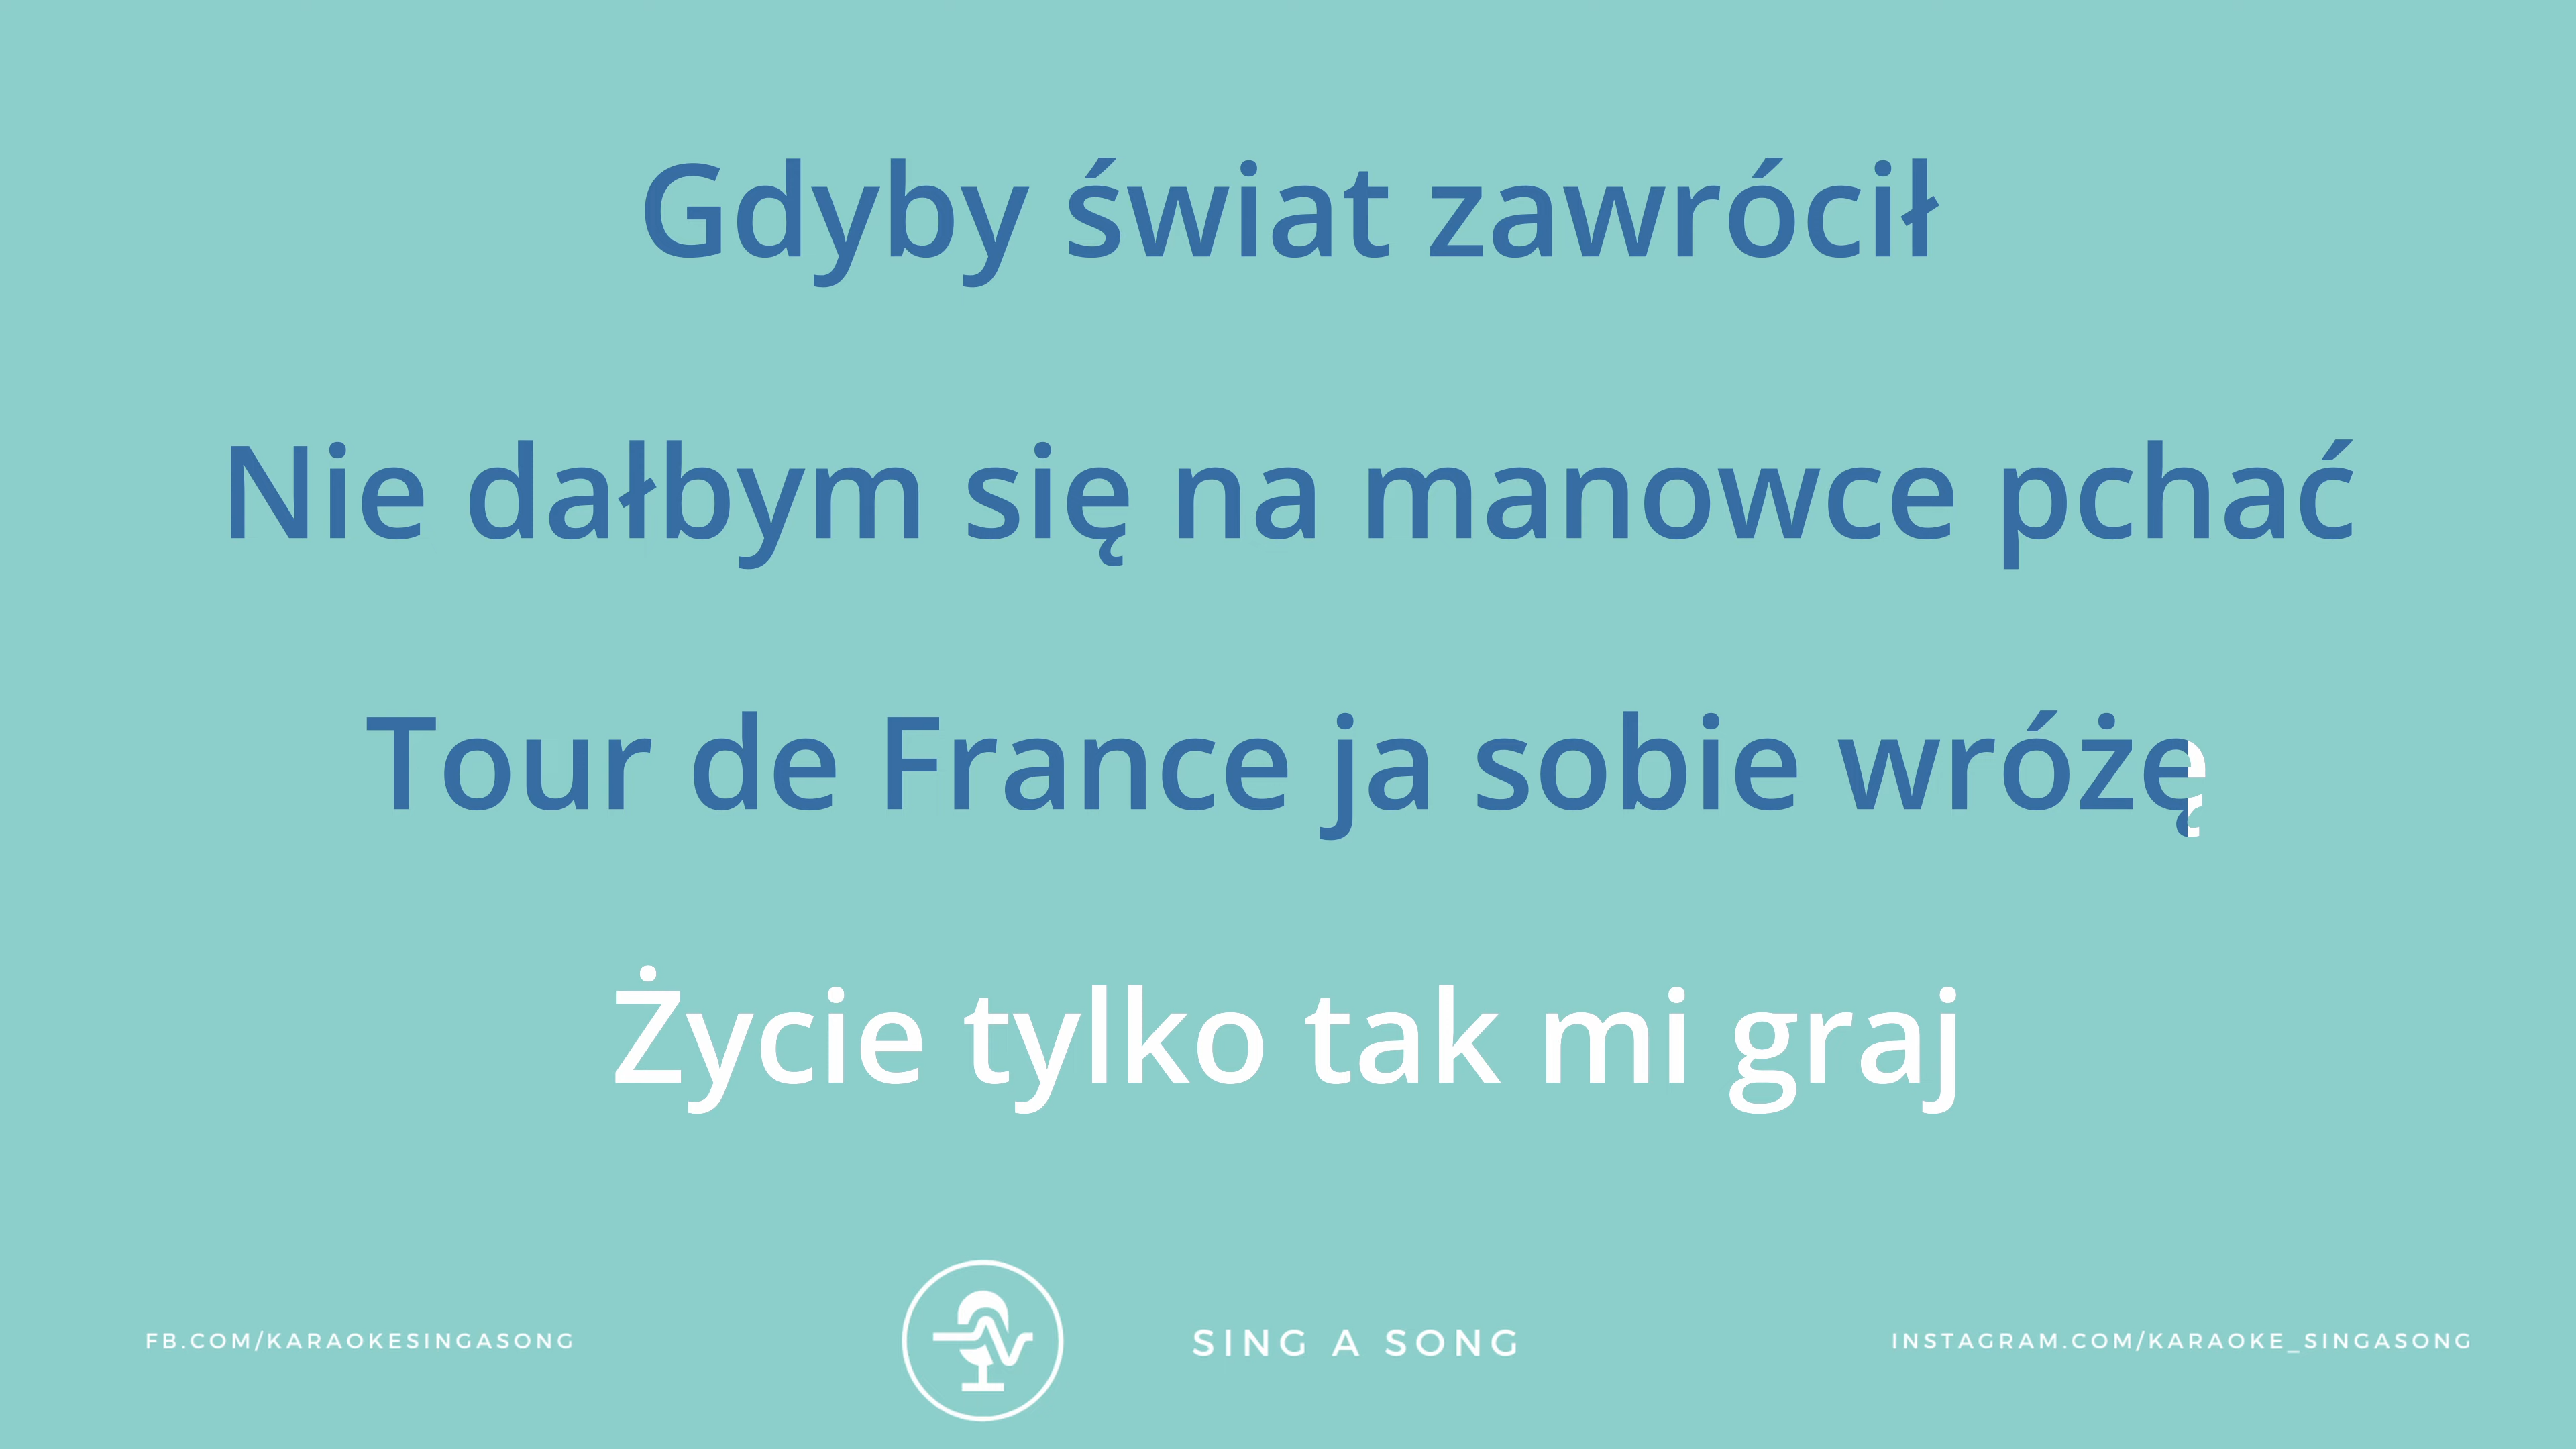 Gdyby świat zawrócił
Nie dałbym się na manowce pchać
Tour de France ja sobie wróżę
Życie tylko tak mi graj
FB.COM/KARAOKESINGASONG
SING A SONG
INSTAGRAM.COM/KARAOKE_SINGASONG